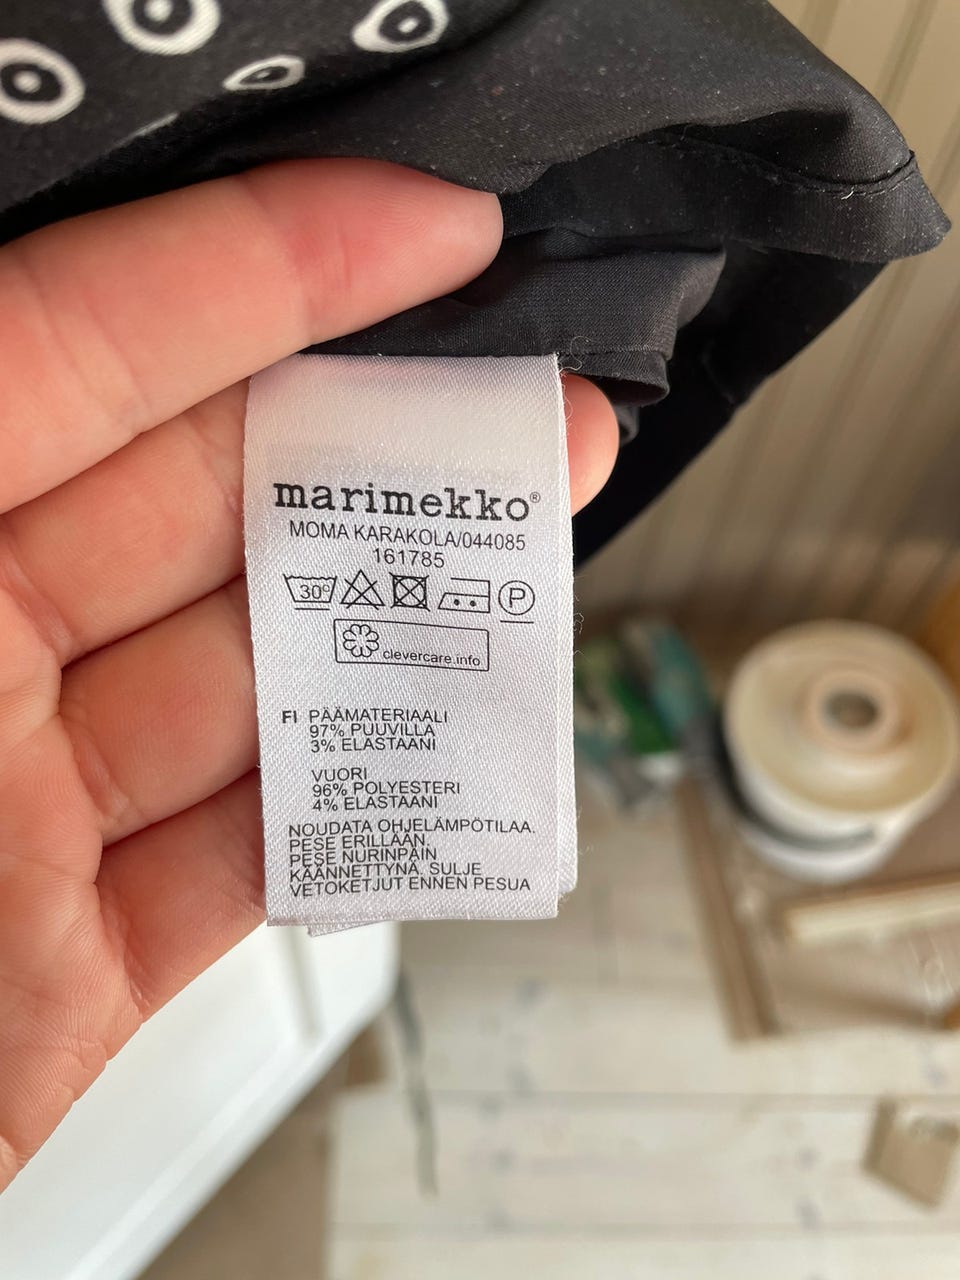 marimekko®
MOMA KARAKOLA/044085
161785
30° P
clevercare.info
FI PÄÄMATERIAALI
97% PUUVILLA
3% ELASTAANI
VUORI
96% POLYESTERI
4% ELASTAANI
NOUDATA OHJELÄMPÖTILAA.
PESE ERILLÄÄN.
PESE NURINPÄIN
KÄÄNNETTYNÄ. SULJE
VETOKETJUT ENNEN PESUA